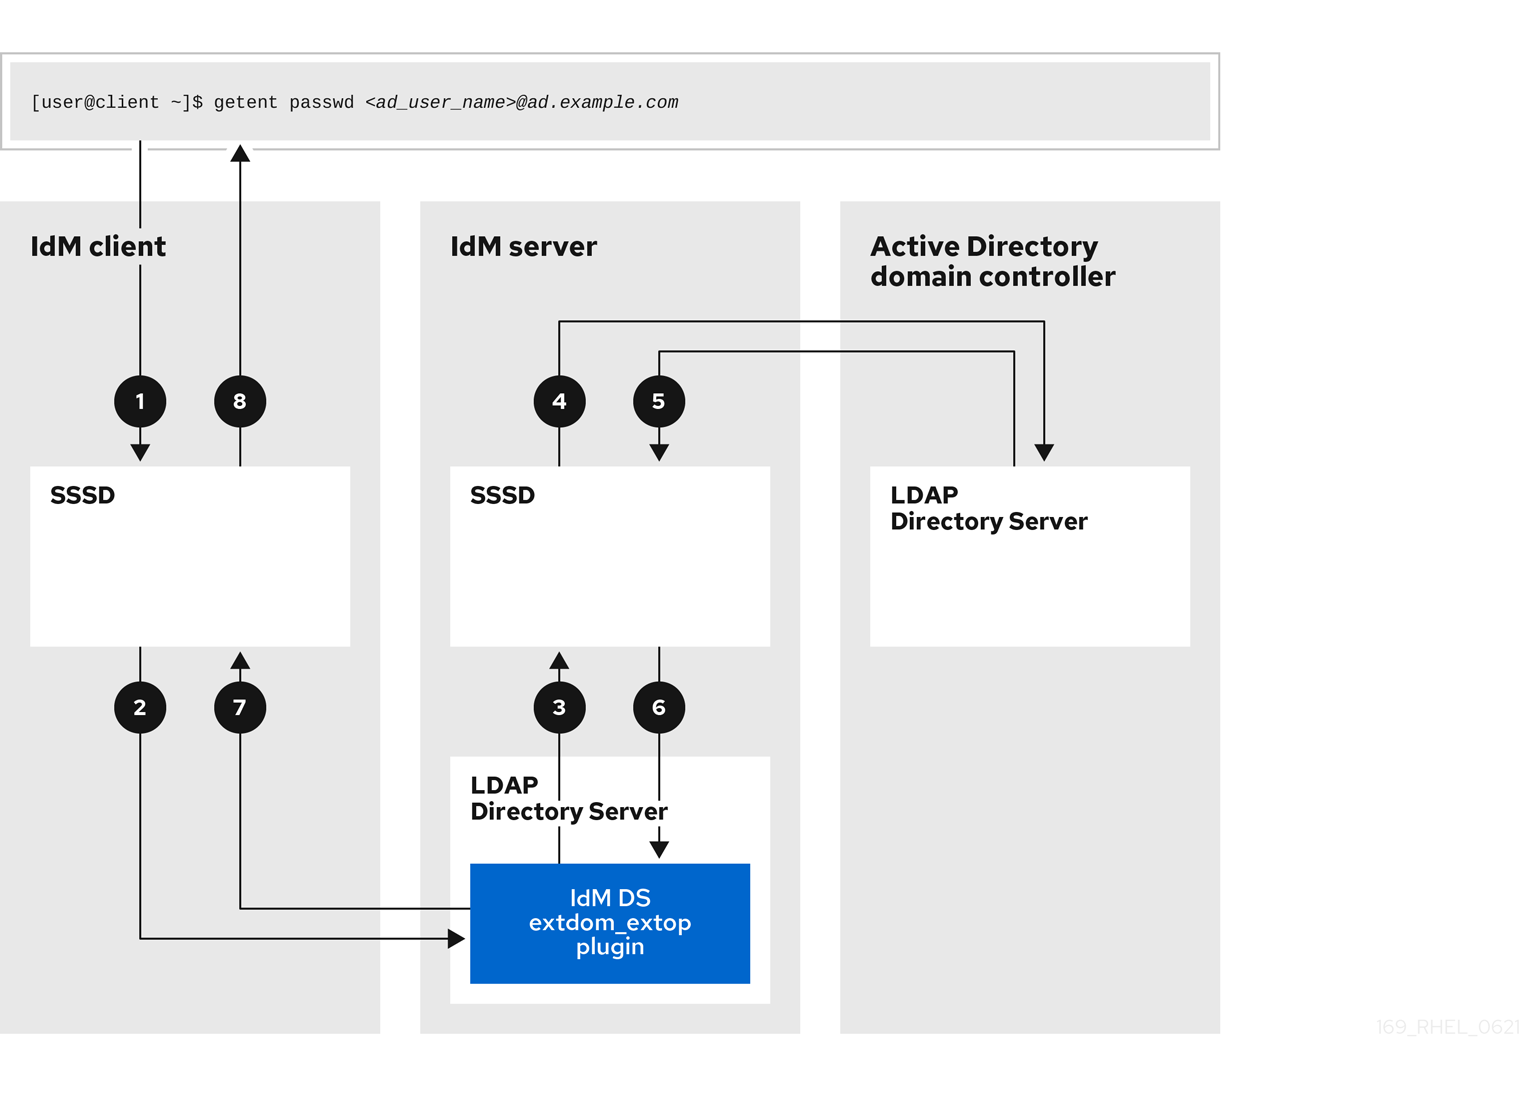 [user@client ~]$ getent passwd <ad_user_name>@ad.example.com
IdM client
1
8
SSSD
2
7
IdM server
4
5
SSSD
3
6
LDAP
Directory Server
IdM DS
extdom_extop
plugin
Active Directory
domain controller
LDAP
Directory Server
169_RHEL_0621